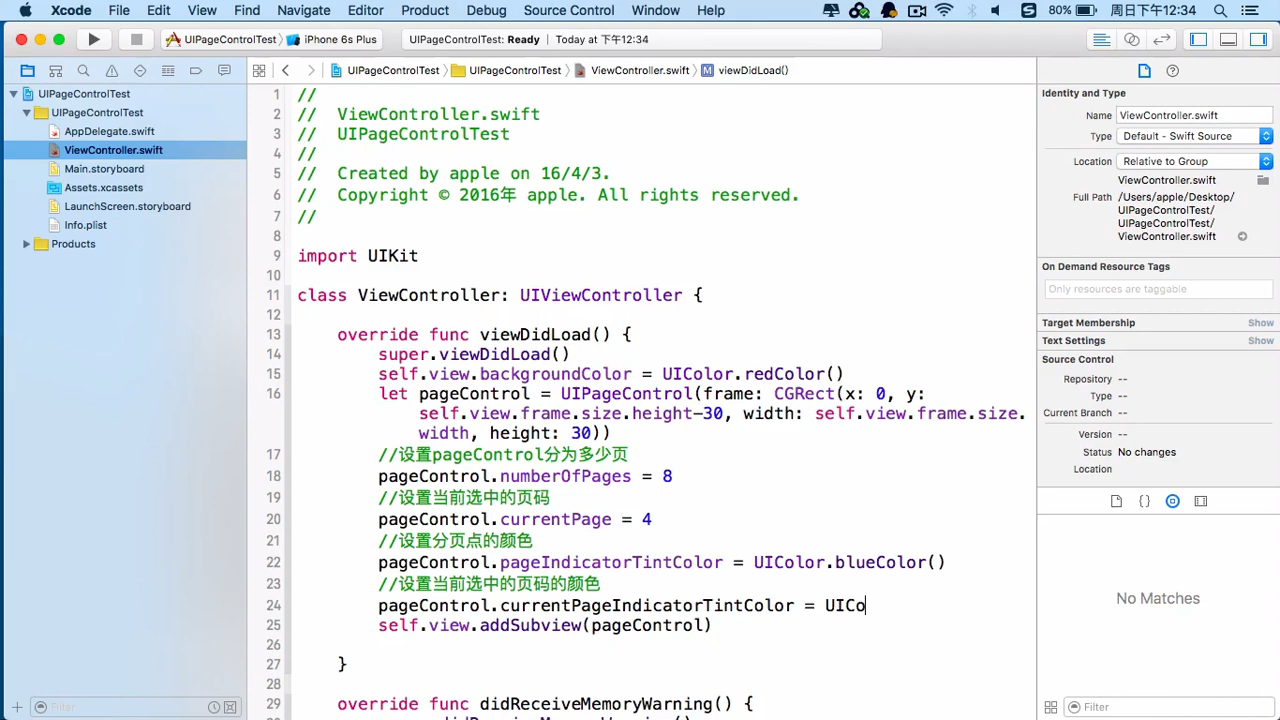 Xcode File Edit View Find Navigate Editor Product Debug Source Control Window Help 80% 周日下午12:34
UIPageControlTest iPhone 6s Plus UIPageControlTest: Ready Today at 下午12:34
UIPageControlTest UIPageControlTest ViewController.swift M viewDidLoad()
UIPageControlTest
UIPageControlTest
AppDelegate.swift
ViewController.swift
Main.storyboard
Assets.xcassets
LaunchScreen.storyboard
Info.plist
Products
Filter
1 //
2 // ViewController.swift
3 // UIPageControlTest
4 //
5 // Created by apple on 16/4/3.
6 // Copyright © 2016年 apple. All rights reserved.
7 //
8
9 import UIKit
10
11 class ViewController: UIViewController {
12
13 override func viewDidLoad() {
14 super.viewDidLoad()
15 self.view.backgroundColor = UIColor.redColor()
16 let pageControl = UIPageControl(frame: CGRect(x: 0, y:
self.view.frame.size.height-30, width: self.view.frame.size.
width, height: 30))
17 //设置pageControl分为多少页
18 pageControl.numberOfPages = 8
19 //设置当前选中的页码
20 pageControl.currentPage = 4
21 //设置分页点的颜色
22 pageControl.pageIndicatorTintColor = UIColor.blueColor()
23 //设置当前选中的页码的颜色
24 pageControl.currentPageIndicatorTintColor = UICo
25 self.view.addSubview(pageControl)
26
27 }
28
29 override func didReceiveMemoryWarning() {
Identity and Type
Name ViewController.swift
Type Default - Swift Source
Location Relative to Group
ViewController.swift
Full Path /Users/apple/Desktop/
UIPageControlTest/
UIPageControlTest/
ViewController.swift
On Demand Resource Tags
Only resources are taggable
Target Membership Show
Text Settings Show
Source Control
Repository --
Type --
Current Branch --
Version --
Status No changes
Location
No Matches
Filter